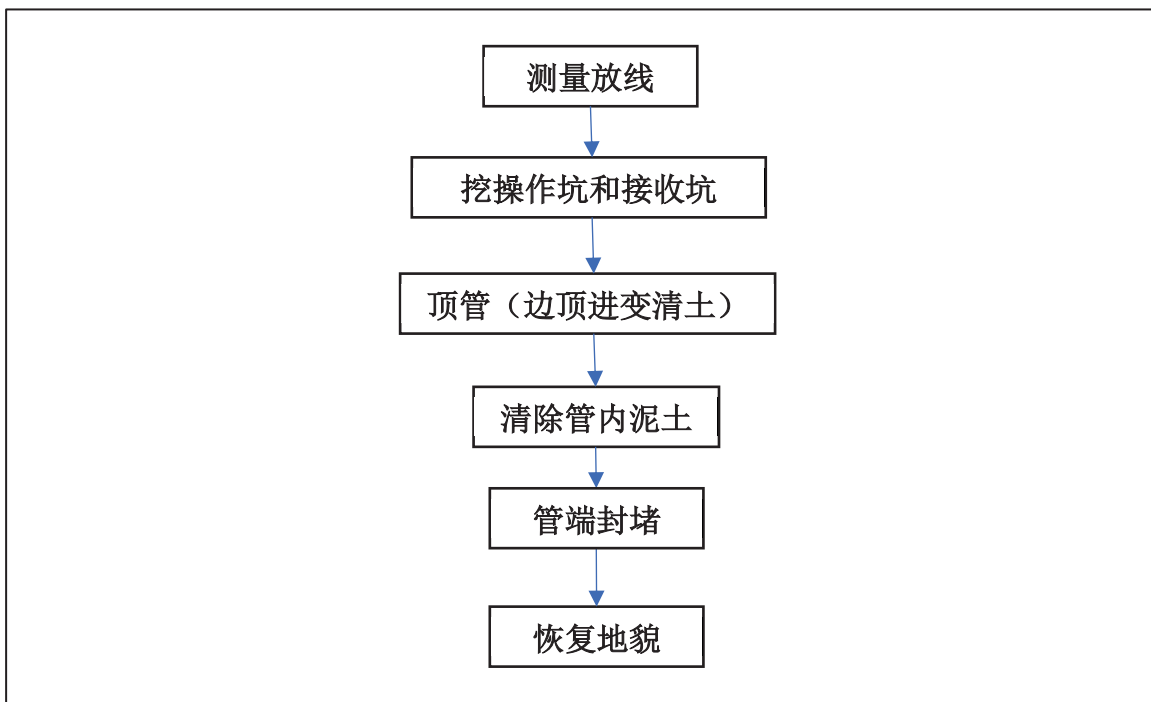 测量放线
挖操作坑和接收坑
顶管（边顶进变清土）
清除管内泥土
管端封堵
恢复地貌